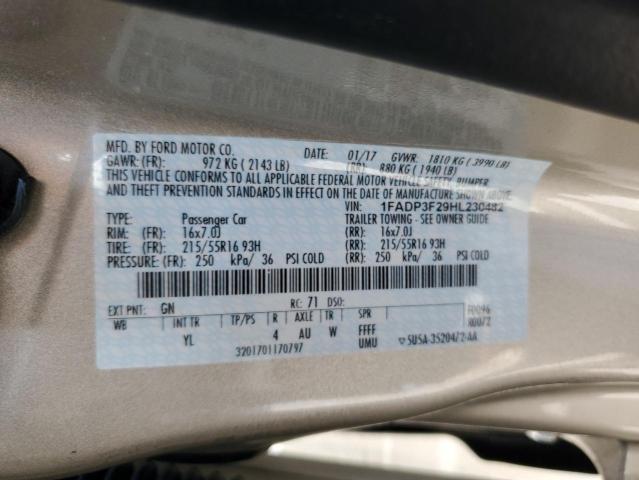 MFD. BY FORD MOTOR CO. DATE: 01/17 GVWR: 1810 KG ( 3990 LB)
GAWR: (FR): 972 KG ( 2143 LB) (RR): 880 KG ( 1940 LB)
THIS VEHICLE CONFORMS TO ALL APPLICABLE FEDERAL MOTOR VEHICLE SAFETY, BUMPER,
AND THEFT PREVENTION STANDARDS IN EFFECT ON THE DATE OF MANUFACTURE SHOWN ABOVE.
VIN: 1FADP3F29HL230482
TYPE: Passenger Car TRAILER TOWING - SEE OWNER GUIDE
RIM: (FR): 16x7.0J (RR): 16x7.0J
TIRE: (FR): 215/55R16 93H (RR): 215/55R16 93H
PRESSURE: (FR): 250 kPa/ 36 PSI COLD (RR): 250 kPa/ 36 PSI COLD
EXT PNT: GN RC: 71 DSO: F0096
WB INT TR TP/PS R AXLE TR SPR R0072
YL 4 AU W FFFF
UMU
3201701170797 5U5A-3520472-AA